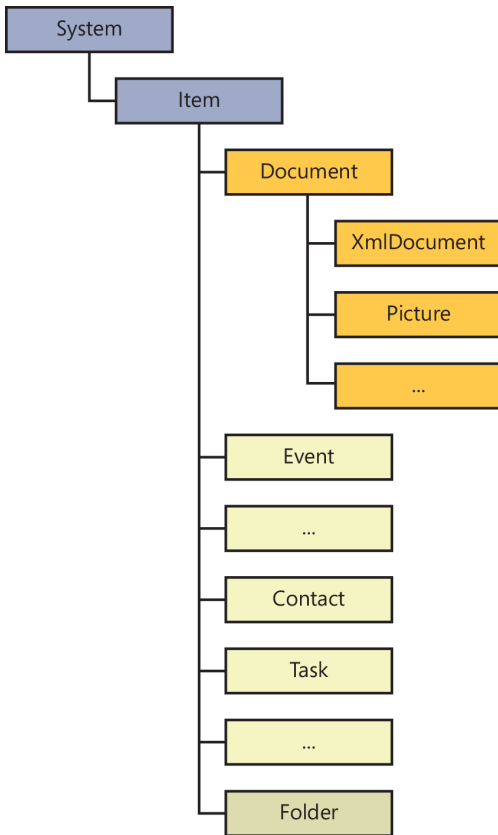 System
Item
Document
XmlDocument
Picture
...
Event
...
Contact
Task
...
Folder